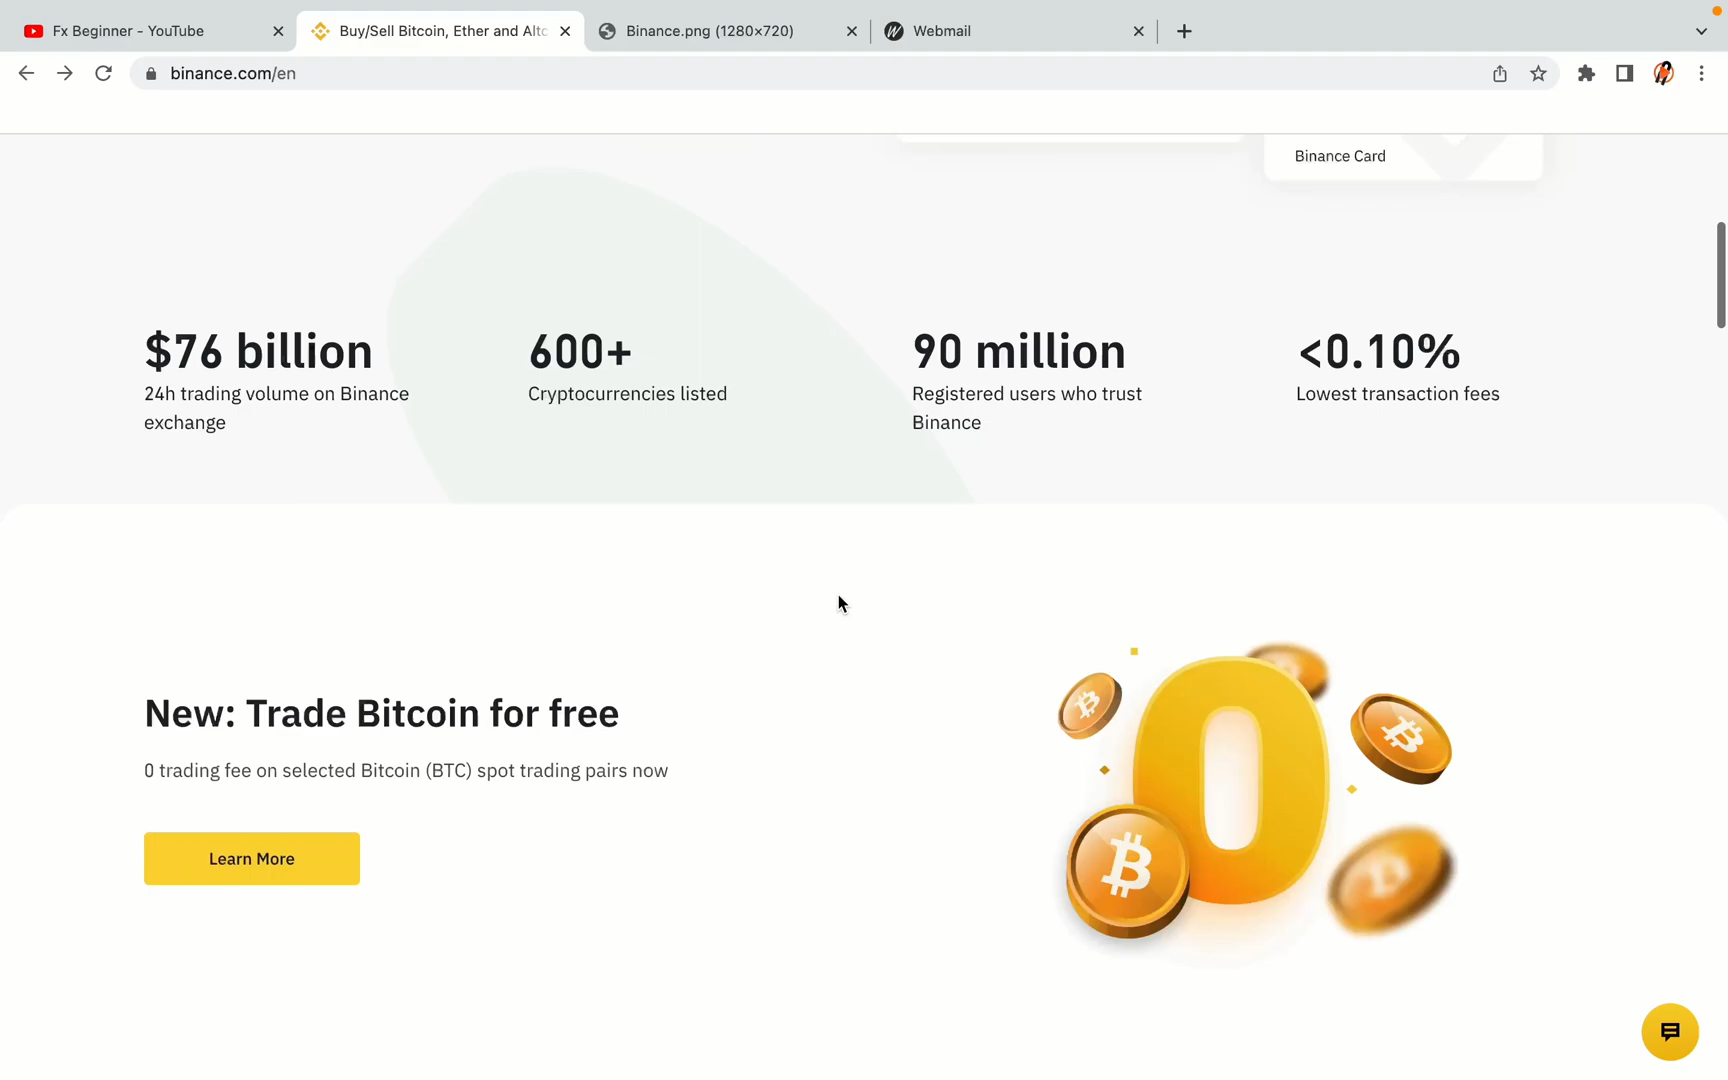 Fx Beginner - YouTube
Buy/Sell Bitcoin, Ether and Altc
Binance.png (1280×720)
Webmail
binance.com/en
Binance Card
$76 billion
24h trading volume on Binance
exchange
600+
Cryptocurrencies listed
90 million
Registered users who trust
Binance
<0.10%
Lowest transaction fees
New: Trade Bitcoin for free
0 trading fee on selected Bitcoin (BTC) spot trading pairs now
Learn More
0